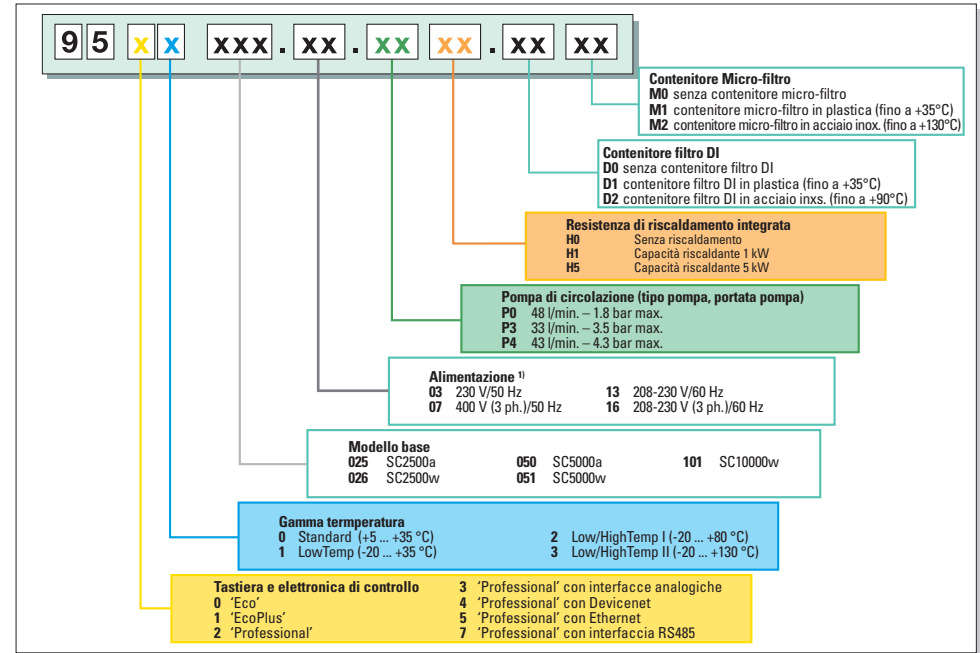 95 x x xxx . xx . xx xx . xx xx
Contenitore Micro-filtro
M0 senza contenitore micro-filtro
M1 contenitore micro-filtro in plastica (fino a +35°C)
M2 contenitore micro-filtro in acciaio inox. (fino a +130°C)
Contenitore filtro DI
D0 senza contenitore filtro DI
D1 contenitore filtro DI in plastica (fino a +35°C)
D2 contenitore filtro DI in acciaio inxs. (fino a +90°C)
Resistenza di riscaldamento integrata
H0 Senza riscaldamento
H1 Capacità riscaldante 1 kW
H5 Capacità riscaldante 5 kW
Pompa di circolazione (tipo pompa, portata pompa)
P0 48 l/min. – 1.8 bar max.
P3 33 l/min. – 3.5 bar max.
P4 43 l/min. – 4.3 bar max.
Alimentazione 1)
03 230 V/50 Hz 13 208-230 V/60 Hz
07 400 V (3 ph.)/50 Hz 16 208-230 V (3 ph.)/60 Hz
Modello base
025 SC2500a 050 SC5000a 101 SC10000w
026 SC2500w 051 SC5000w
Gamma termperatura
0 Standard (+5 ... +35 °C) 2 Low/HighTemp I (-20 ... +80 °C)
1 LowTemp (-20 ... +35 °C) 3 Low/HighTemp II (-20 ... +130 °C)
Tastiera e elettronica di controllo 3 ‘Professional’ con interfacce analogiche
0 ‘Eco’ 4 ‘Professional’ con Devicenet
1 ‘EcoPlus’ 5 ‘Professional’ con Ethernet
2 ‘Professional’ 7 ‘Professional’ con interfaccia RS485